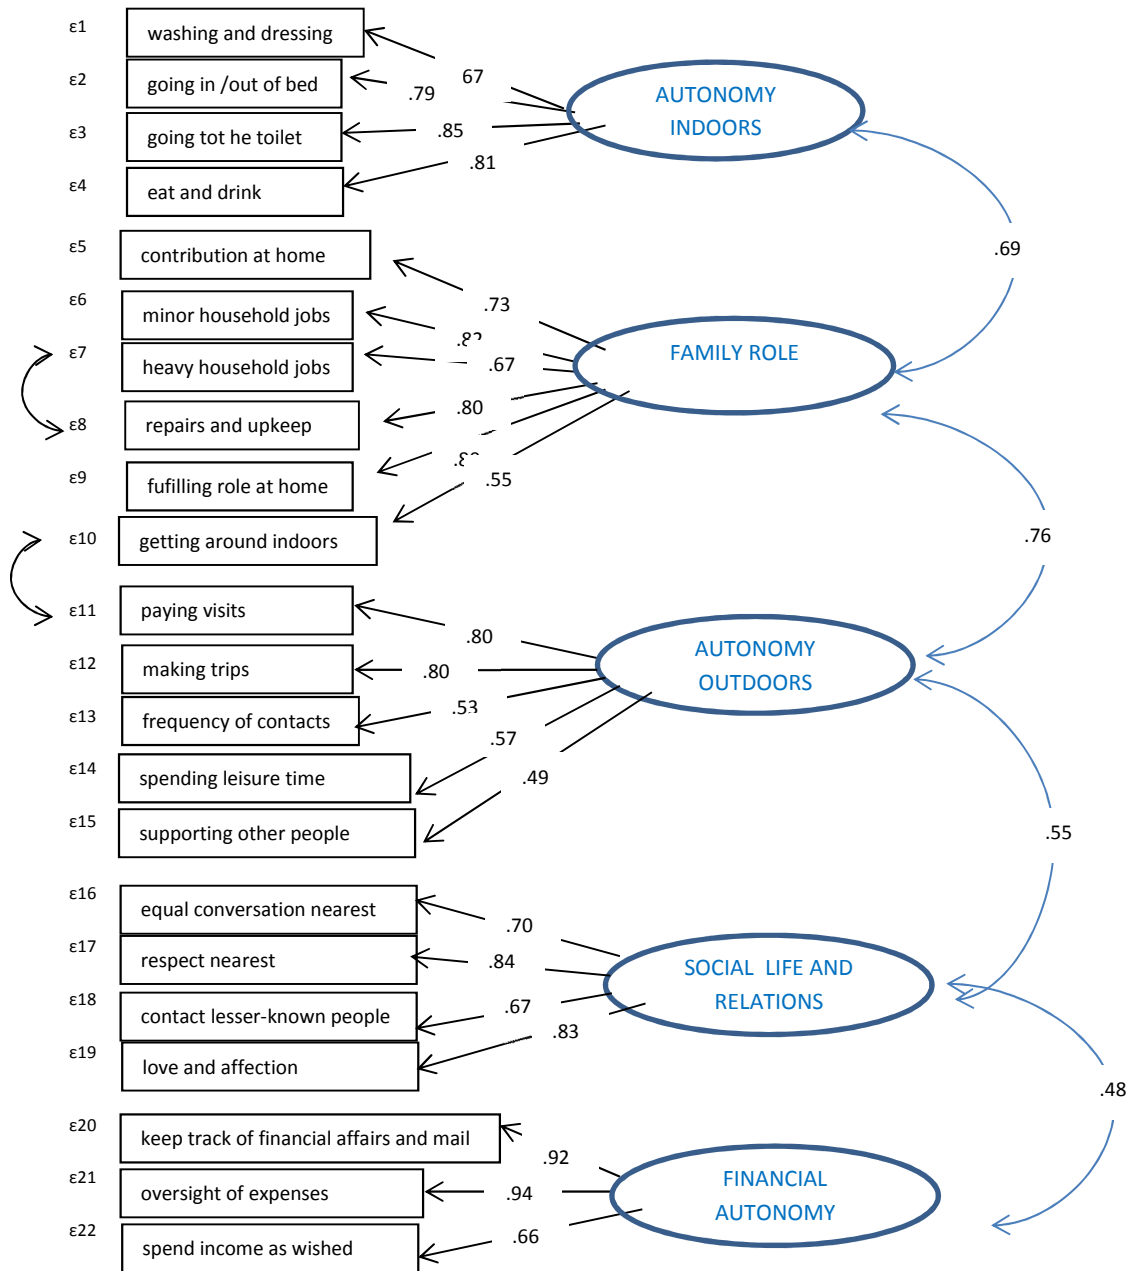 ε1
washing and dressing
67
ε2
going in /out of bed
.79
AUTONOMY
INDOORS
ε3
going tot he toilet
.85
ε4
eat and drink
.81
ε5
contribution at home
.69
ε6
minor household jobs
.73
ε7
heavy household jobs
.67
FAMILY ROLE
ε8
repairs and upkeep
.80
ε9
fufilling role at home
.55
ε10
getting around indoors
.76
ε11
paying visits
.80
ε12
making trips
.80
AUTONOMY
OUTDOORS
ε13
frequency of contacts
.53
ε14
spending leisure time
.57
ε15
supporting other people
.49
.55
ε16
equal conversation nearest
.70
ε17
respect nearest
.84
SOCIAL LIFE AND
RELATIONS
ε18
contact lesser-known people
.67
ε19
love and affection
.83
.48
ε20
keep track of financial affairs and mail
.92
ε21
oversight of expenses
.94
FINANCIAL
AUTONOMY
ε22
spend income as wished
.66